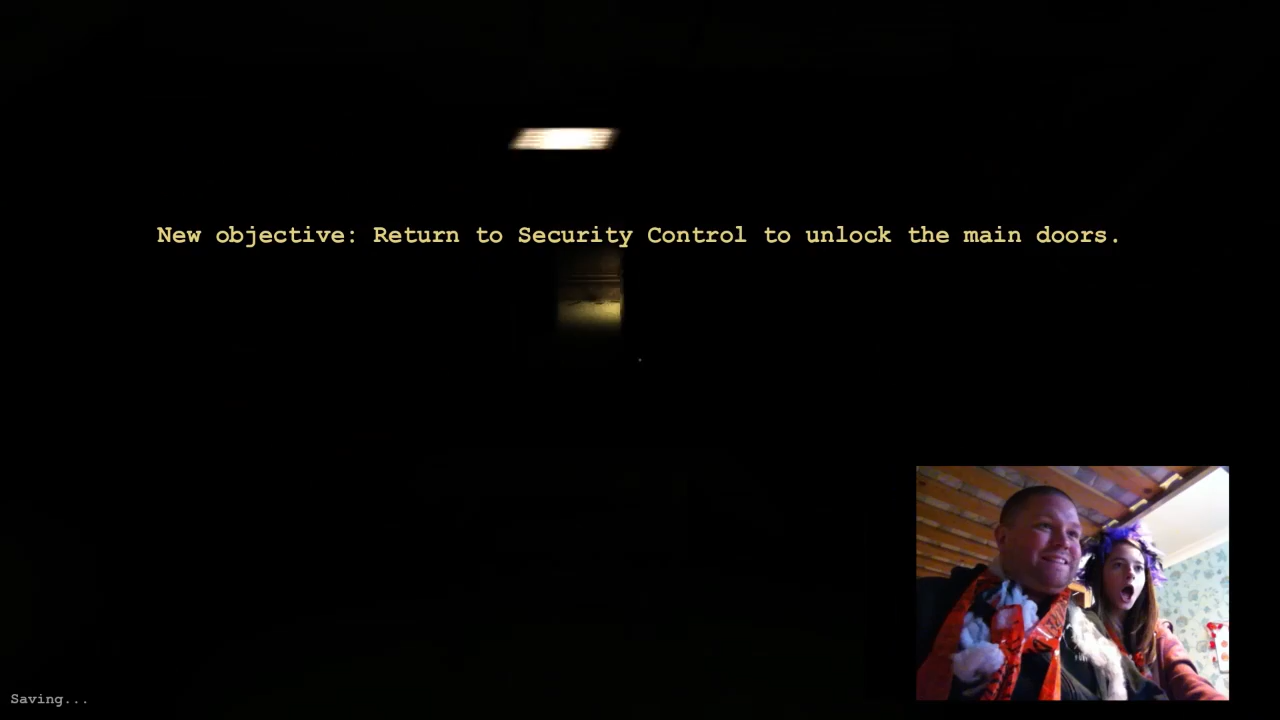 New objective: Return to Security Control to unlock the main doors.
Saving...